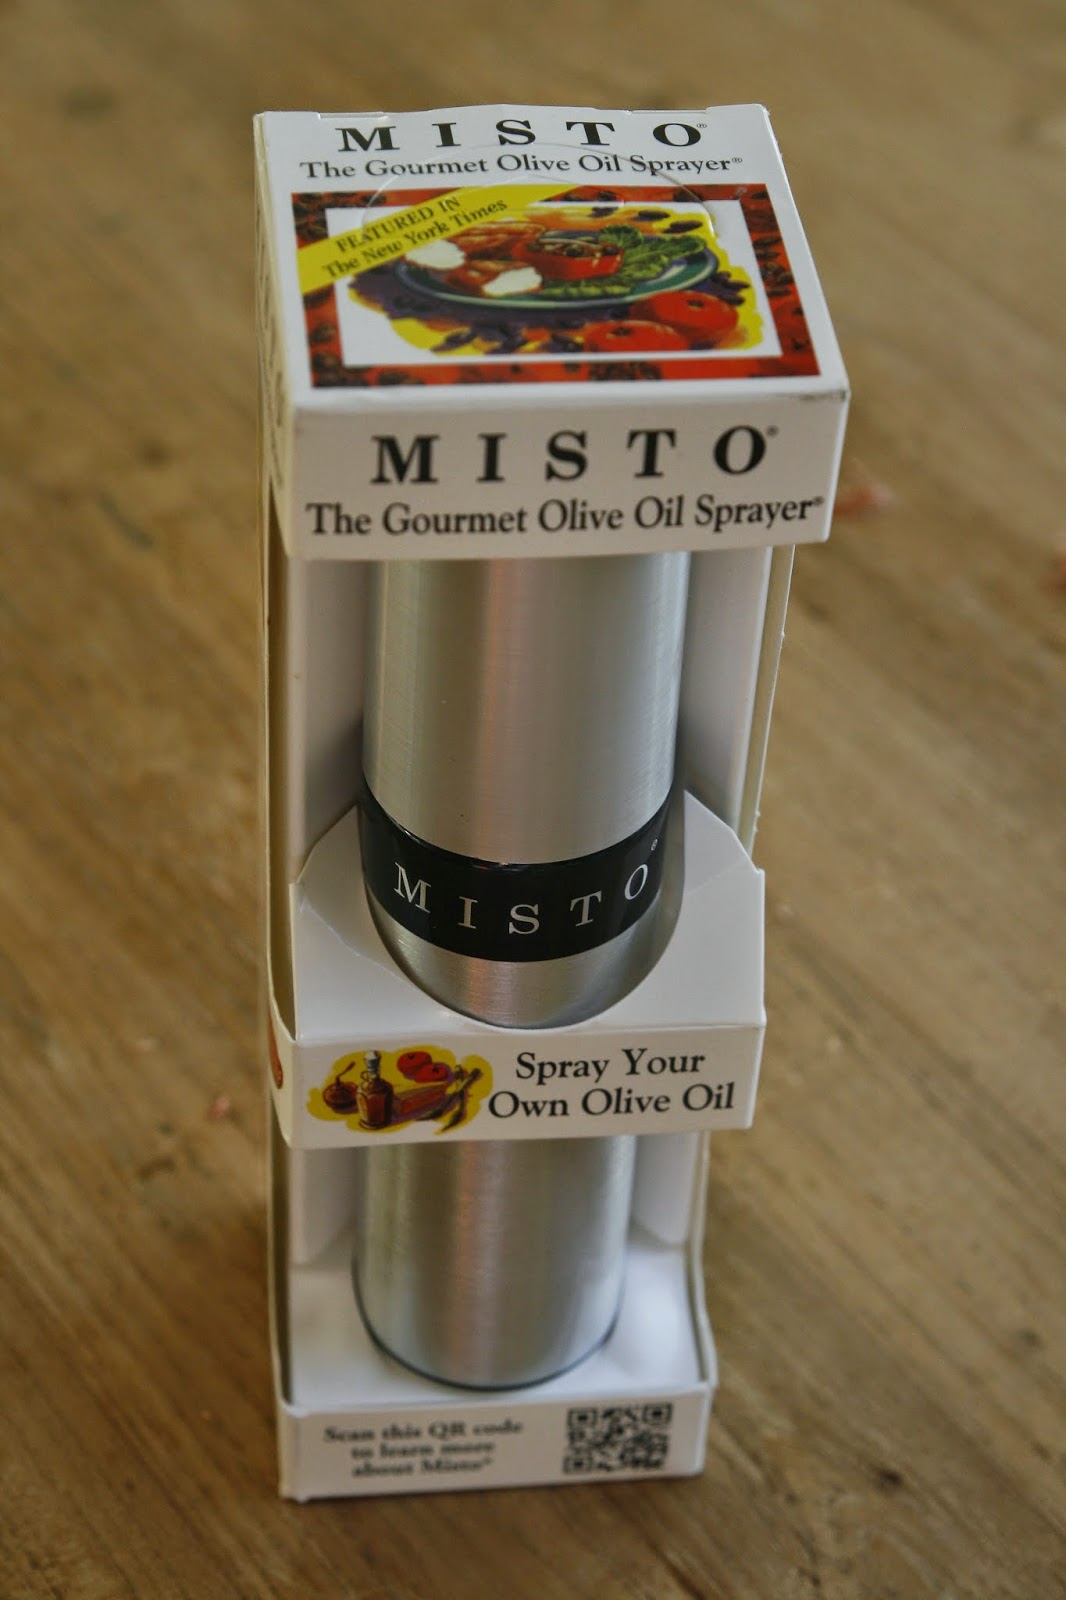 MISTO®
The Gourmet Olive Oil Sprayer®
FEATURED IN
The New York Times
MISTO®
The Gourmet Olive Oil Sprayer®
MISTO®
Spray Your
Own Olive Oil
Scan this QR code
to learn more
about Misto®